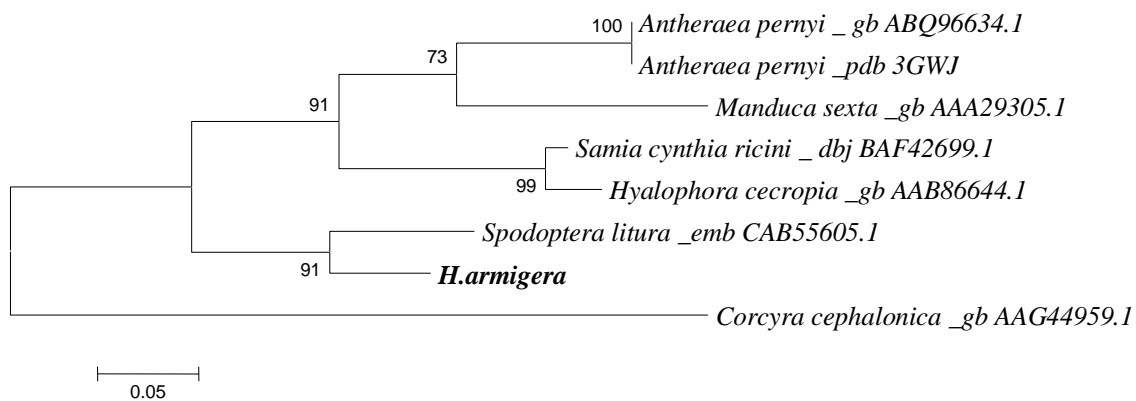 100 Antheraea pernyi _ gb ABQ96634.1
73
Antheraea pernyi _pdb 3GWJ
91
Manduca sexta _gb AAA29305.1
Samia cynthia ricini _ dbj BAF42699.1
99
Hyalophora cecropia _gb AAB86644.1
Spodoptera litura _emb CAB55605.1
91
H.armigera
Corcyra cephalonica _gb AAG44959.1
0.05